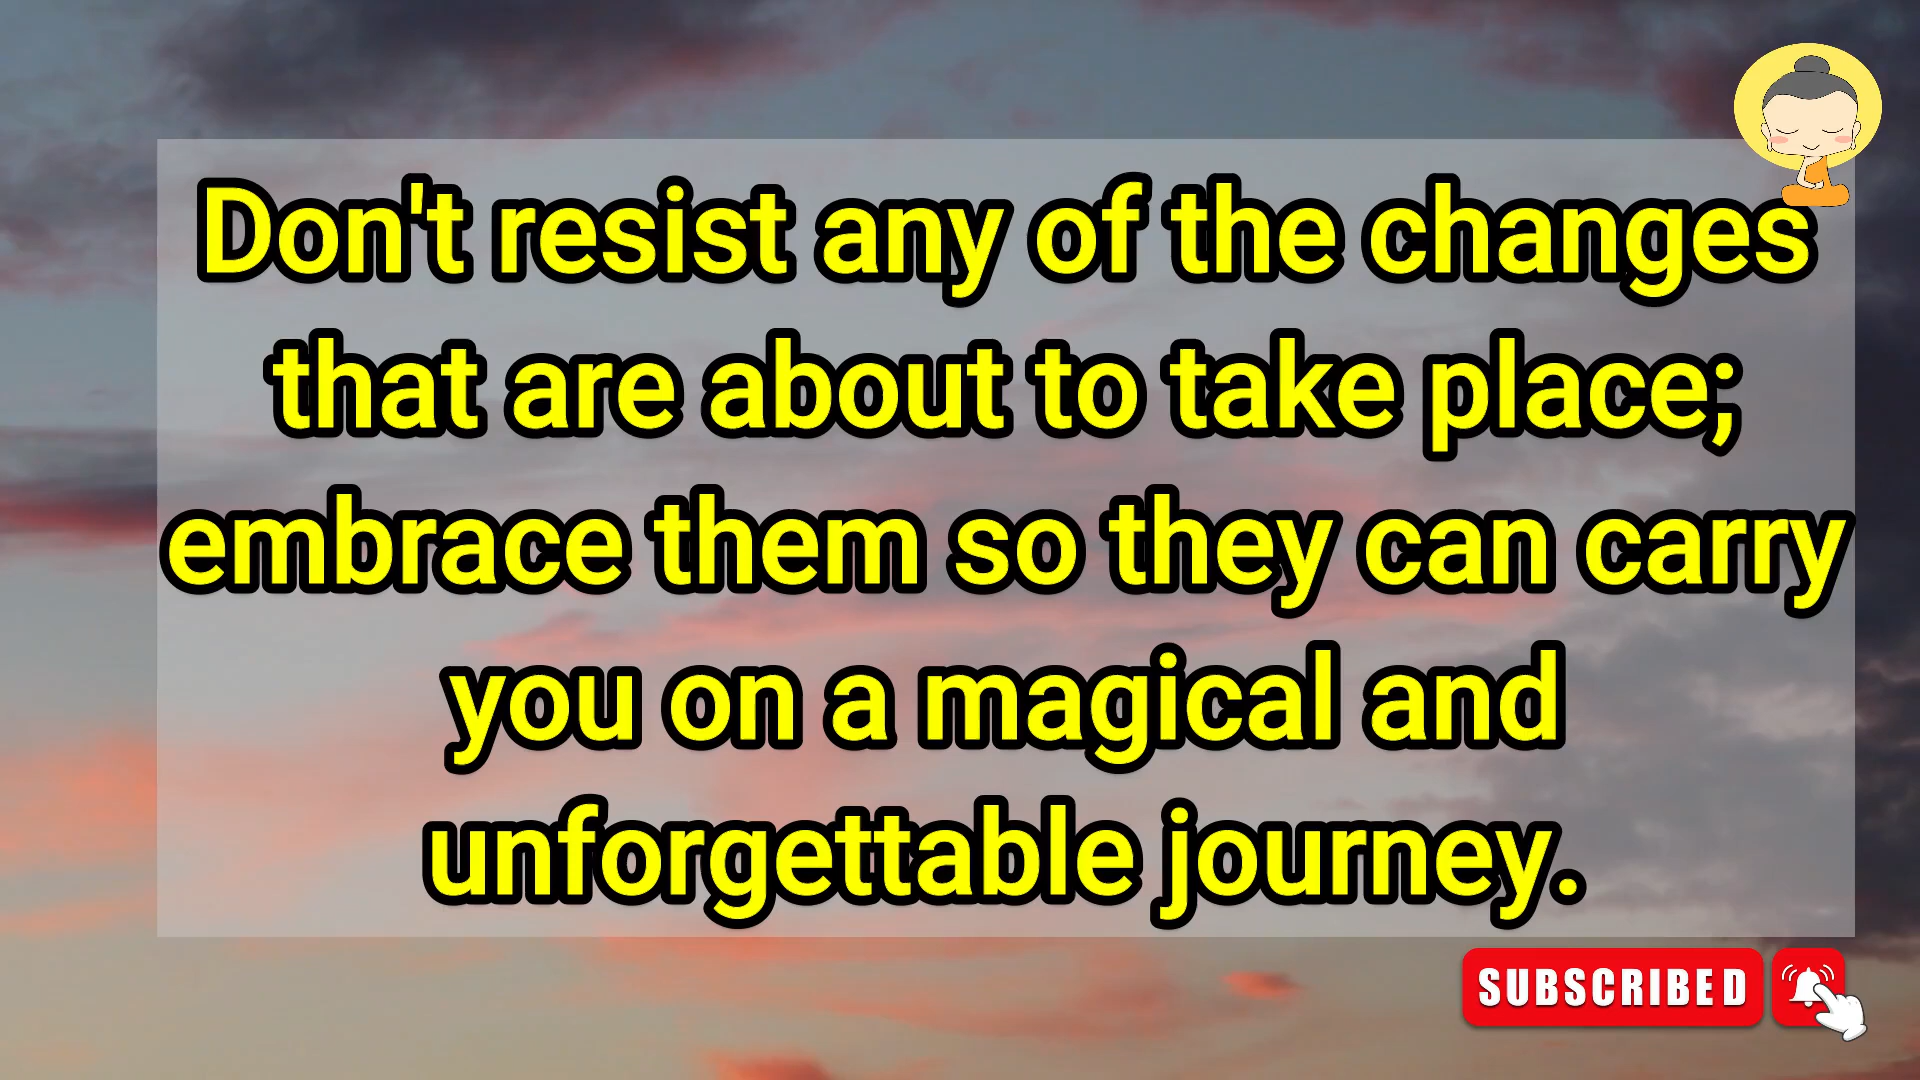 Don't resist any of the changes
that are about to take place;
embrace them so they can carry
you on a magical and
unforgettable journey.
SUBSCRIBED